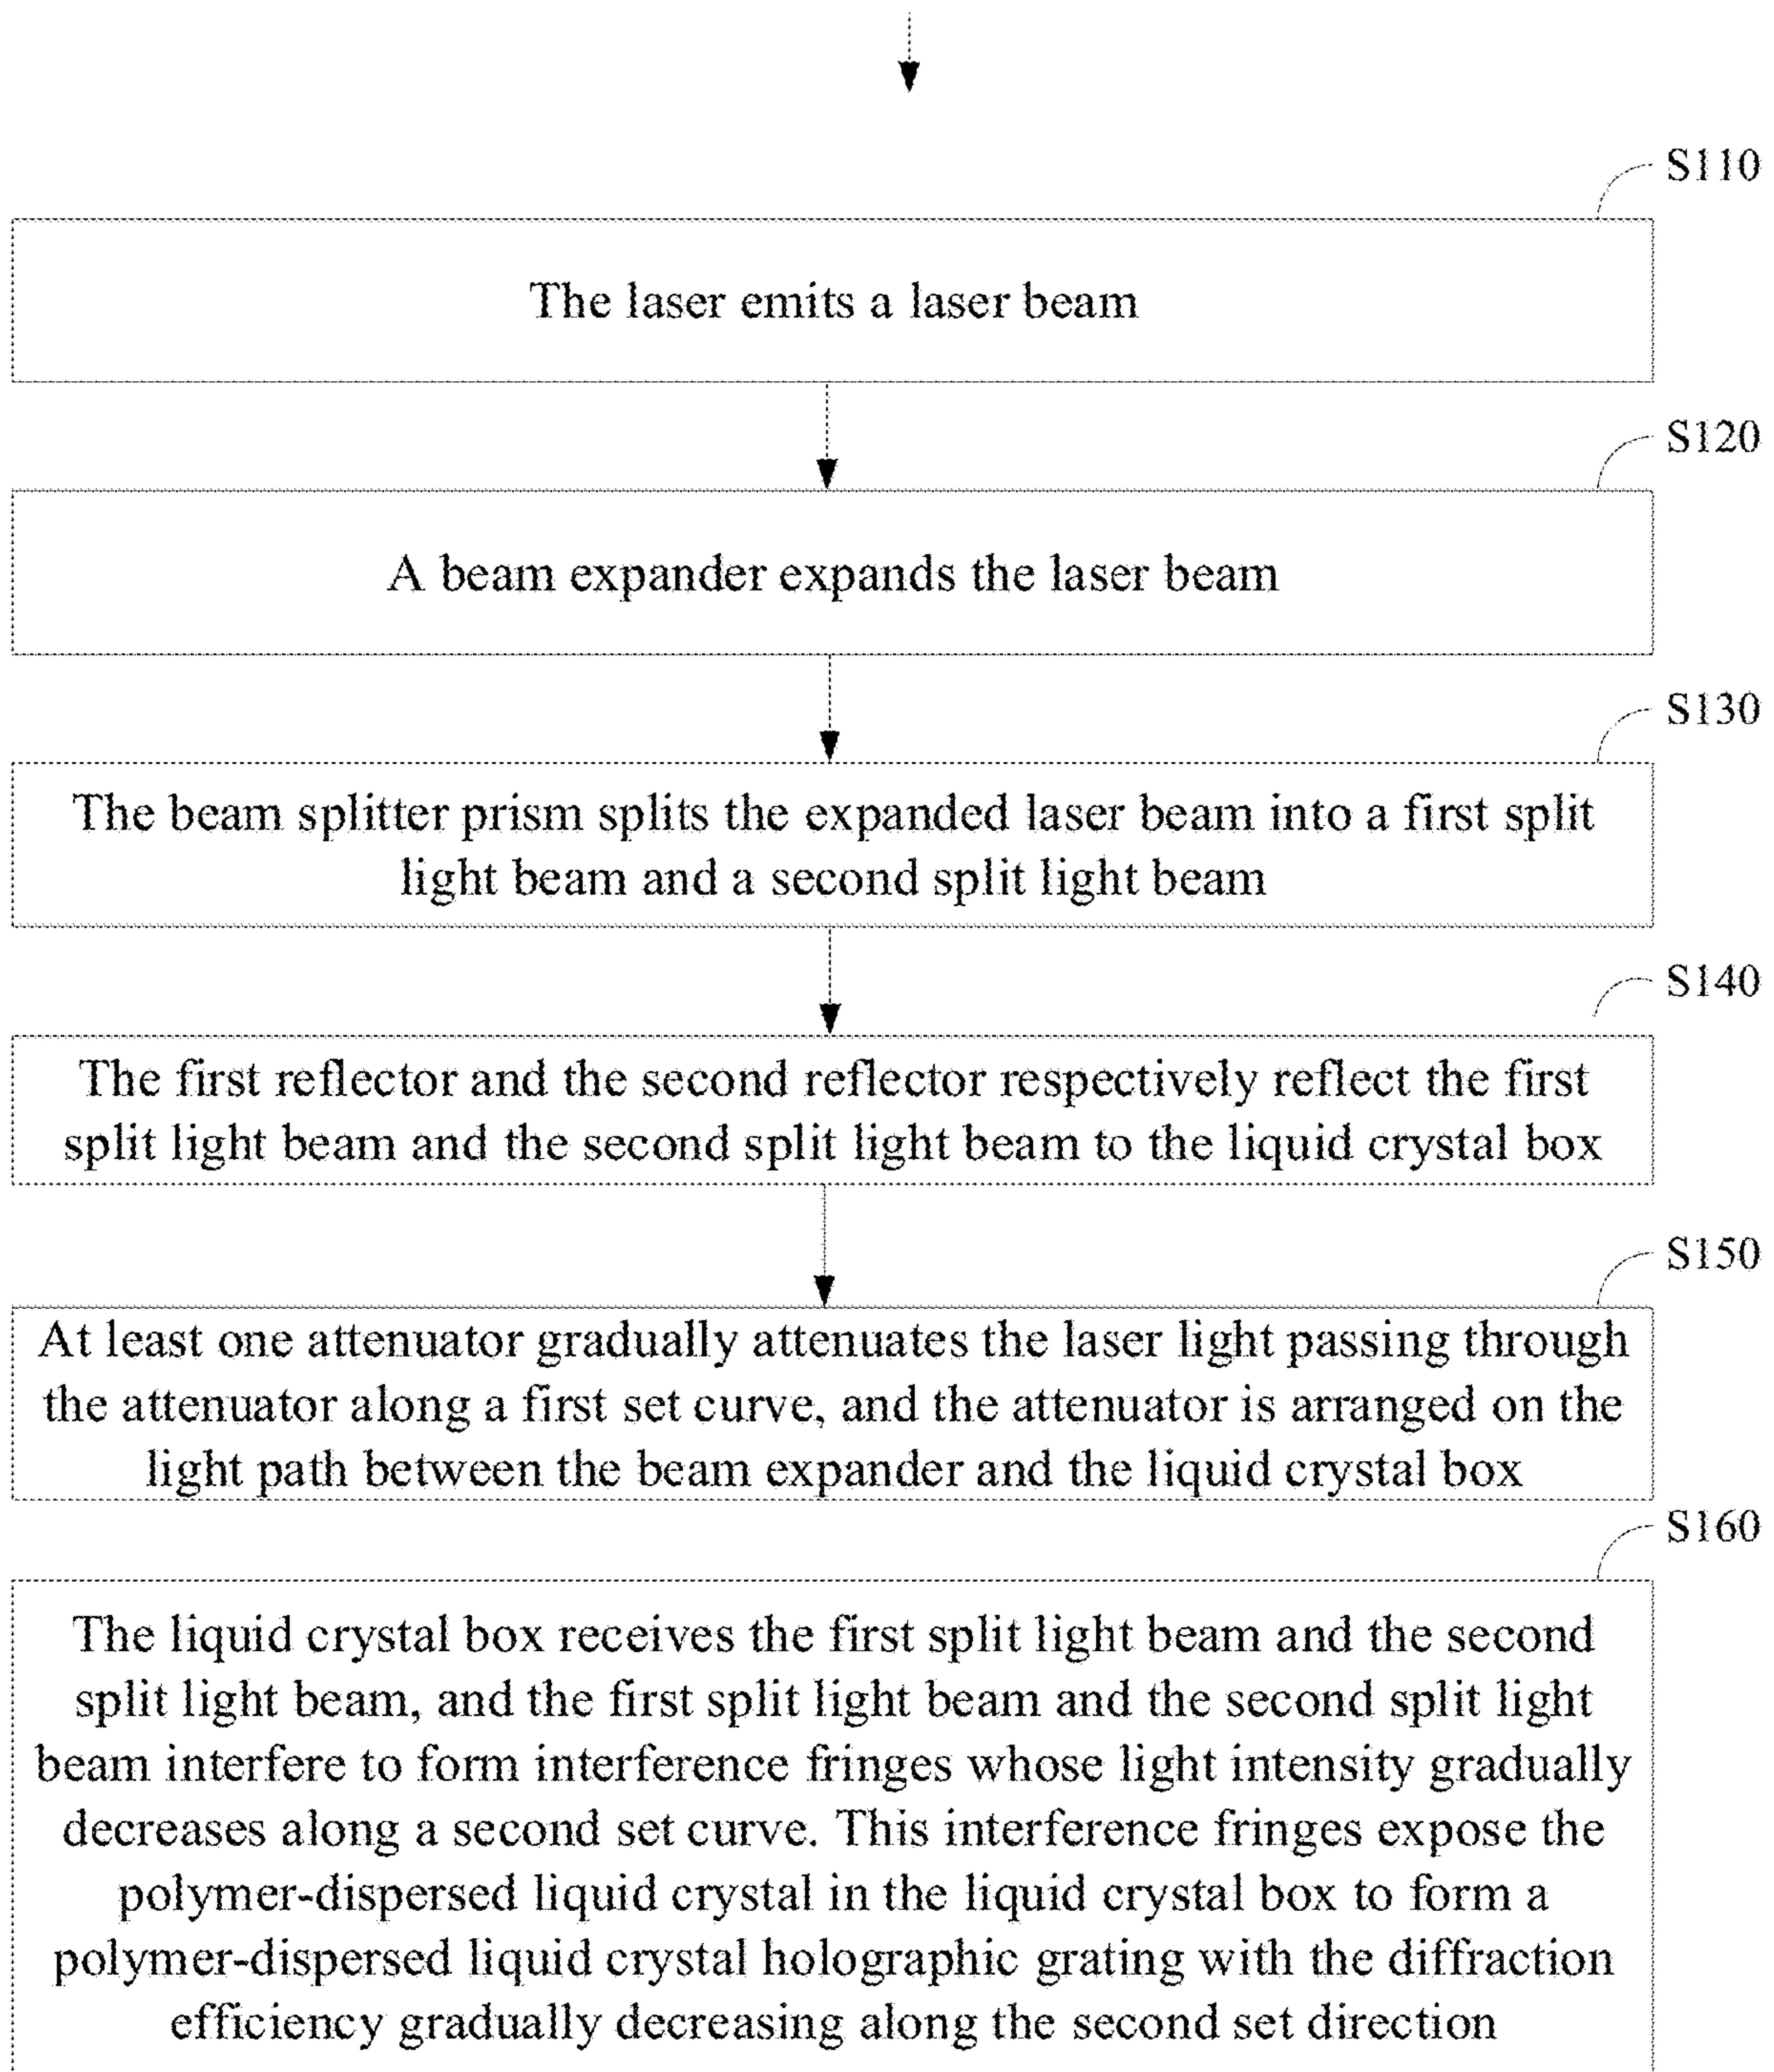 S110
The laser emits a laser beam
S120
A beam expander expands the laser beam
S130
The beam splitter prism splits the expanded laser beam into a first split
light beam and a second split light beam
S140
The first reflector and the second reflector respectively reflect the first
split light beam and the second split light beam to the liquid crystal box
S150
At least one attenuator gradually attenuates the laser light passing through
the attenuator along a first set curve, and the attenuator is arranged on the
light path between the beam expander and the liquid crystal box
S160
The liquid crystal box receives the first split light beam and the second
split light beam, and the first split light beam and the second split light
beam interfere to form interference fringes whose light intensity gradually
decreases along a second set curve. This interference fringes expose the
polymer-dispersed liquid crystal in the liquid crystal box to form a
polymer-dispersed liquid crystal holographic grating with the diffraction
efficiency gradually decreasing along the second set direction